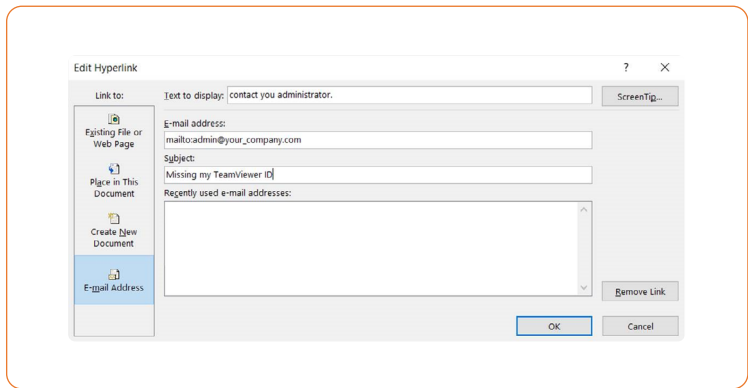 Edit Hyperlink
? X
Link to:
Text to display: contact you administrator.
ScreenTip...
Existing File or
Web Page
E-mail address:
mailto:admin@your_company.com
Subject:
Missing my TeamViewer ID
Place in This
Document
Recently used e-mail addresses:
Create New
Document
E-mail Address
Remove Link
OK
Cancel